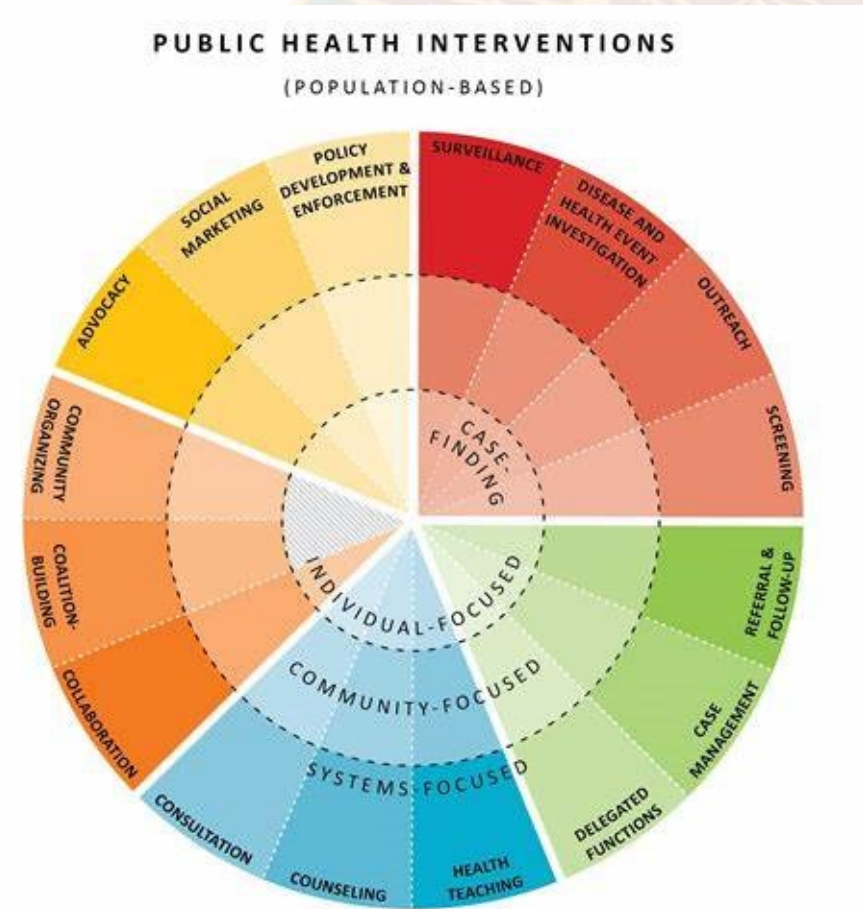 PUBLIC HEALTH INTERVENTIONS
(POPULATION-BASED)
SURVEILLANCE
DISEASE AND
HEALTH EVENT
INVESTIGATION
OUTREACH
SCREENING
REFERRAL &
FOLLOW-UP
CASE
MANAGEMENT
DELEGATED
FUNCTIONS
HEALTH
TEACHING
COUNSELING
CONSULTATION
COLLABORATION
COALITION-
BUILDING
COMMUNITY
ORGANIZING
ADVOCACY
SOCIAL
MARKETING
POLICY
DEVELOPMENT &
ENFORCEMENT
CASE-
FINDING
INDIVIDUAL-FOCUSED
COMMUNITY-FOCUSED
SYSTEMS-FOCUSED